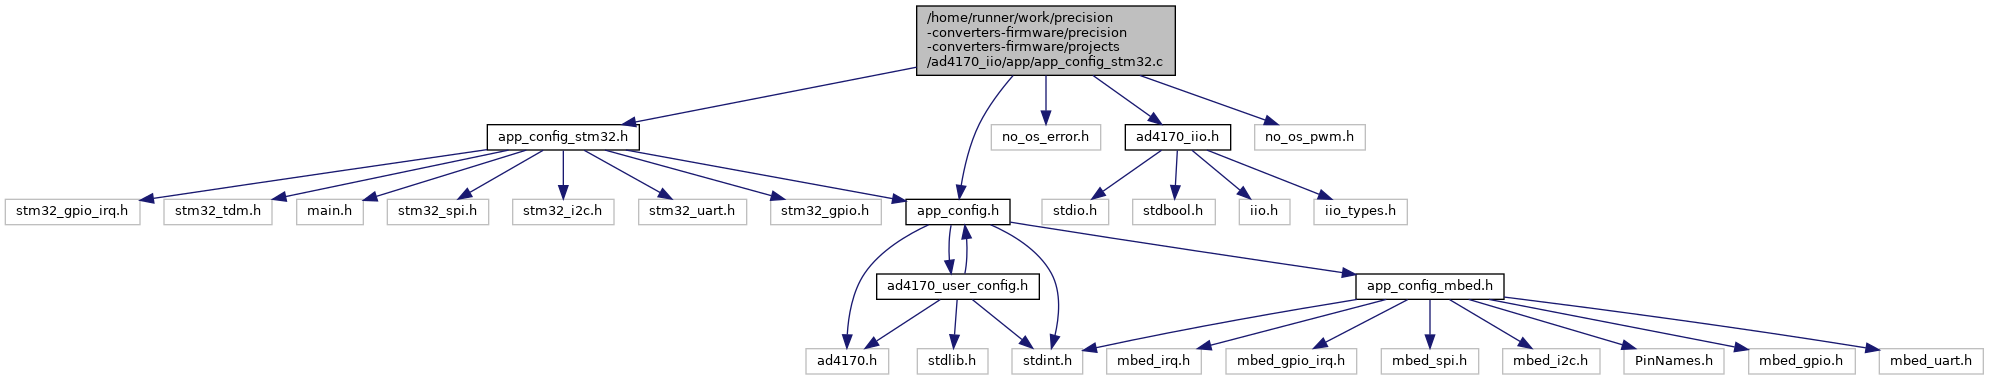 /home/runner/work/precision
-converters-firmware/precision
-converters-firmware/projects
/ad4170_iio/app/app_config_stm32.c
app_config_stm32.h
no_os_error.h
ad4170_iio.h
no_os_pwm.h
stm32_gpio_irq.h
stm32_tdm.h
main.h
stm32_spi.h
stm32_i2c.h
stm32_uart.h
stm32_gpio.h
app_config.h
stdio.h
stdbool.h
iio.h
iio_types.h
ad4170_user_config.h
app_config_mbed.h
ad4170.h
stdlib.h
stdint.h
mbed_irq.h
mbed_gpio_irq.h
mbed_spi.h
mbed_i2c.h
PinNames.h
mbed_gpio.h
mbed_uart.h